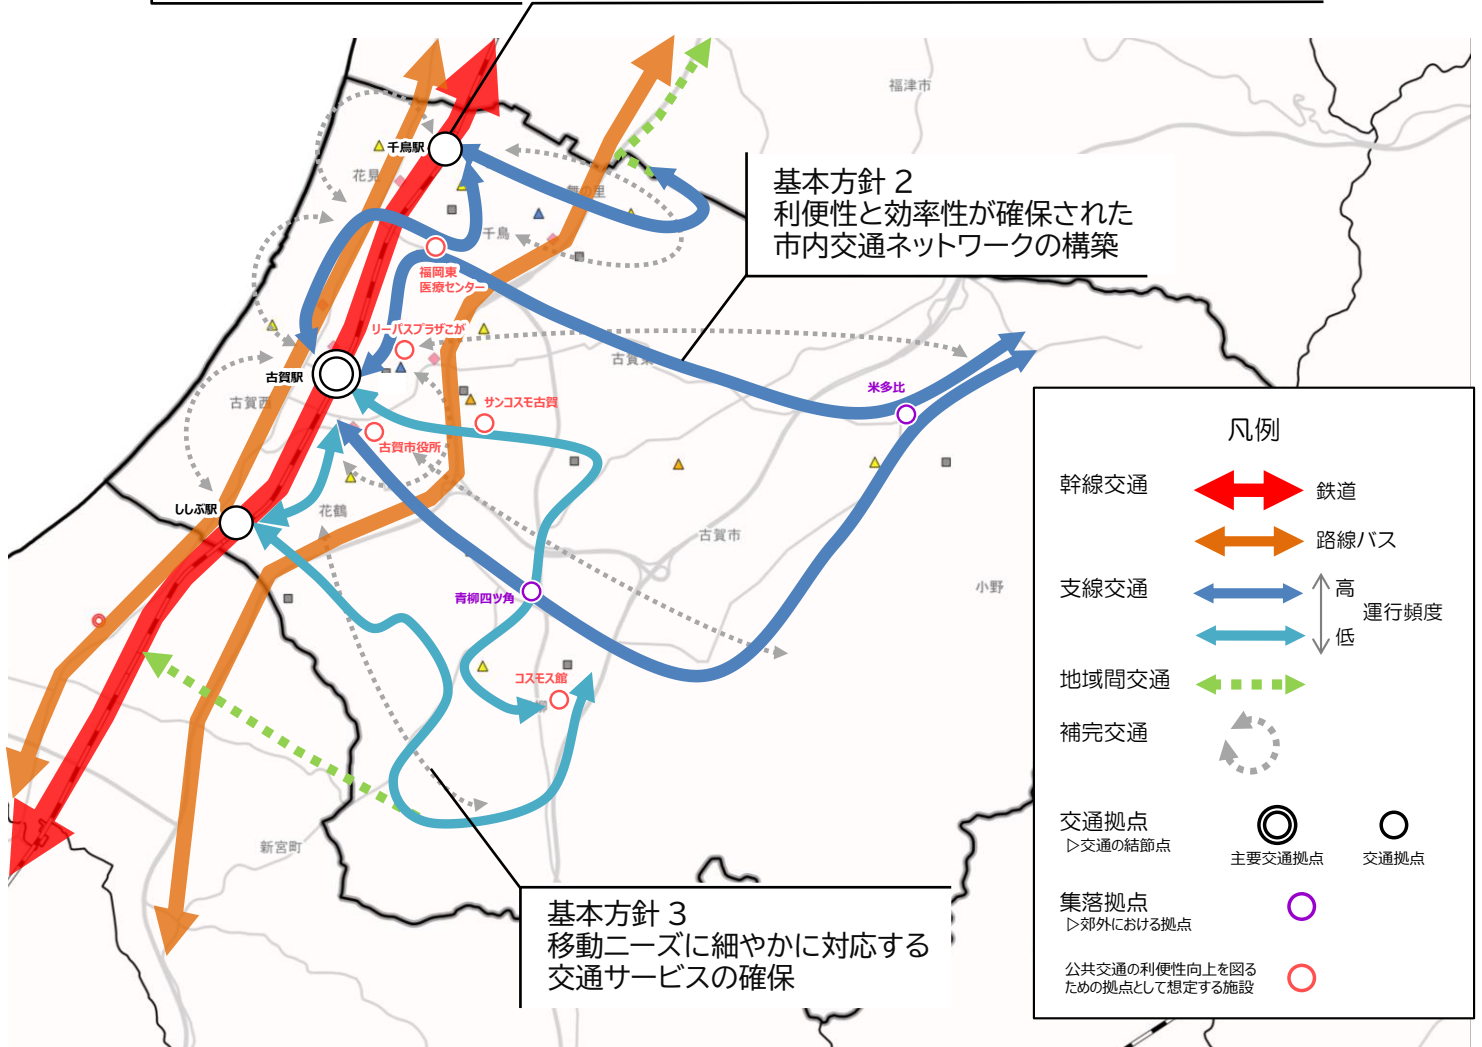 福津市
千鳥駅
花見
舞の里
千鳥
基本方針 2
利便性と効率性が確保された
市内交通ネットワークの構築
福岡東
医療センター
リーパスプラザこが
古賀東
古賀駅
古賀西
米多比
サンコスモ古賀
古賀市役所
ししぶ駅
花鶴
古賀市
小野
青柳四ツ角
コスモス館
新宮町
基本方針 3
移動ニーズに細やかに対応する
交通サービスの確保
凡例
幹線交通
鉄道
路線バス
支線交通
高
運行頻度
低
地域間交通
補完交通
交通拠点
▷交通の結節点
主要交通拠点
交通拠点
集落拠点
▷郊外における拠点
公共交通の利便性向上を図る
ための拠点として想定する施設